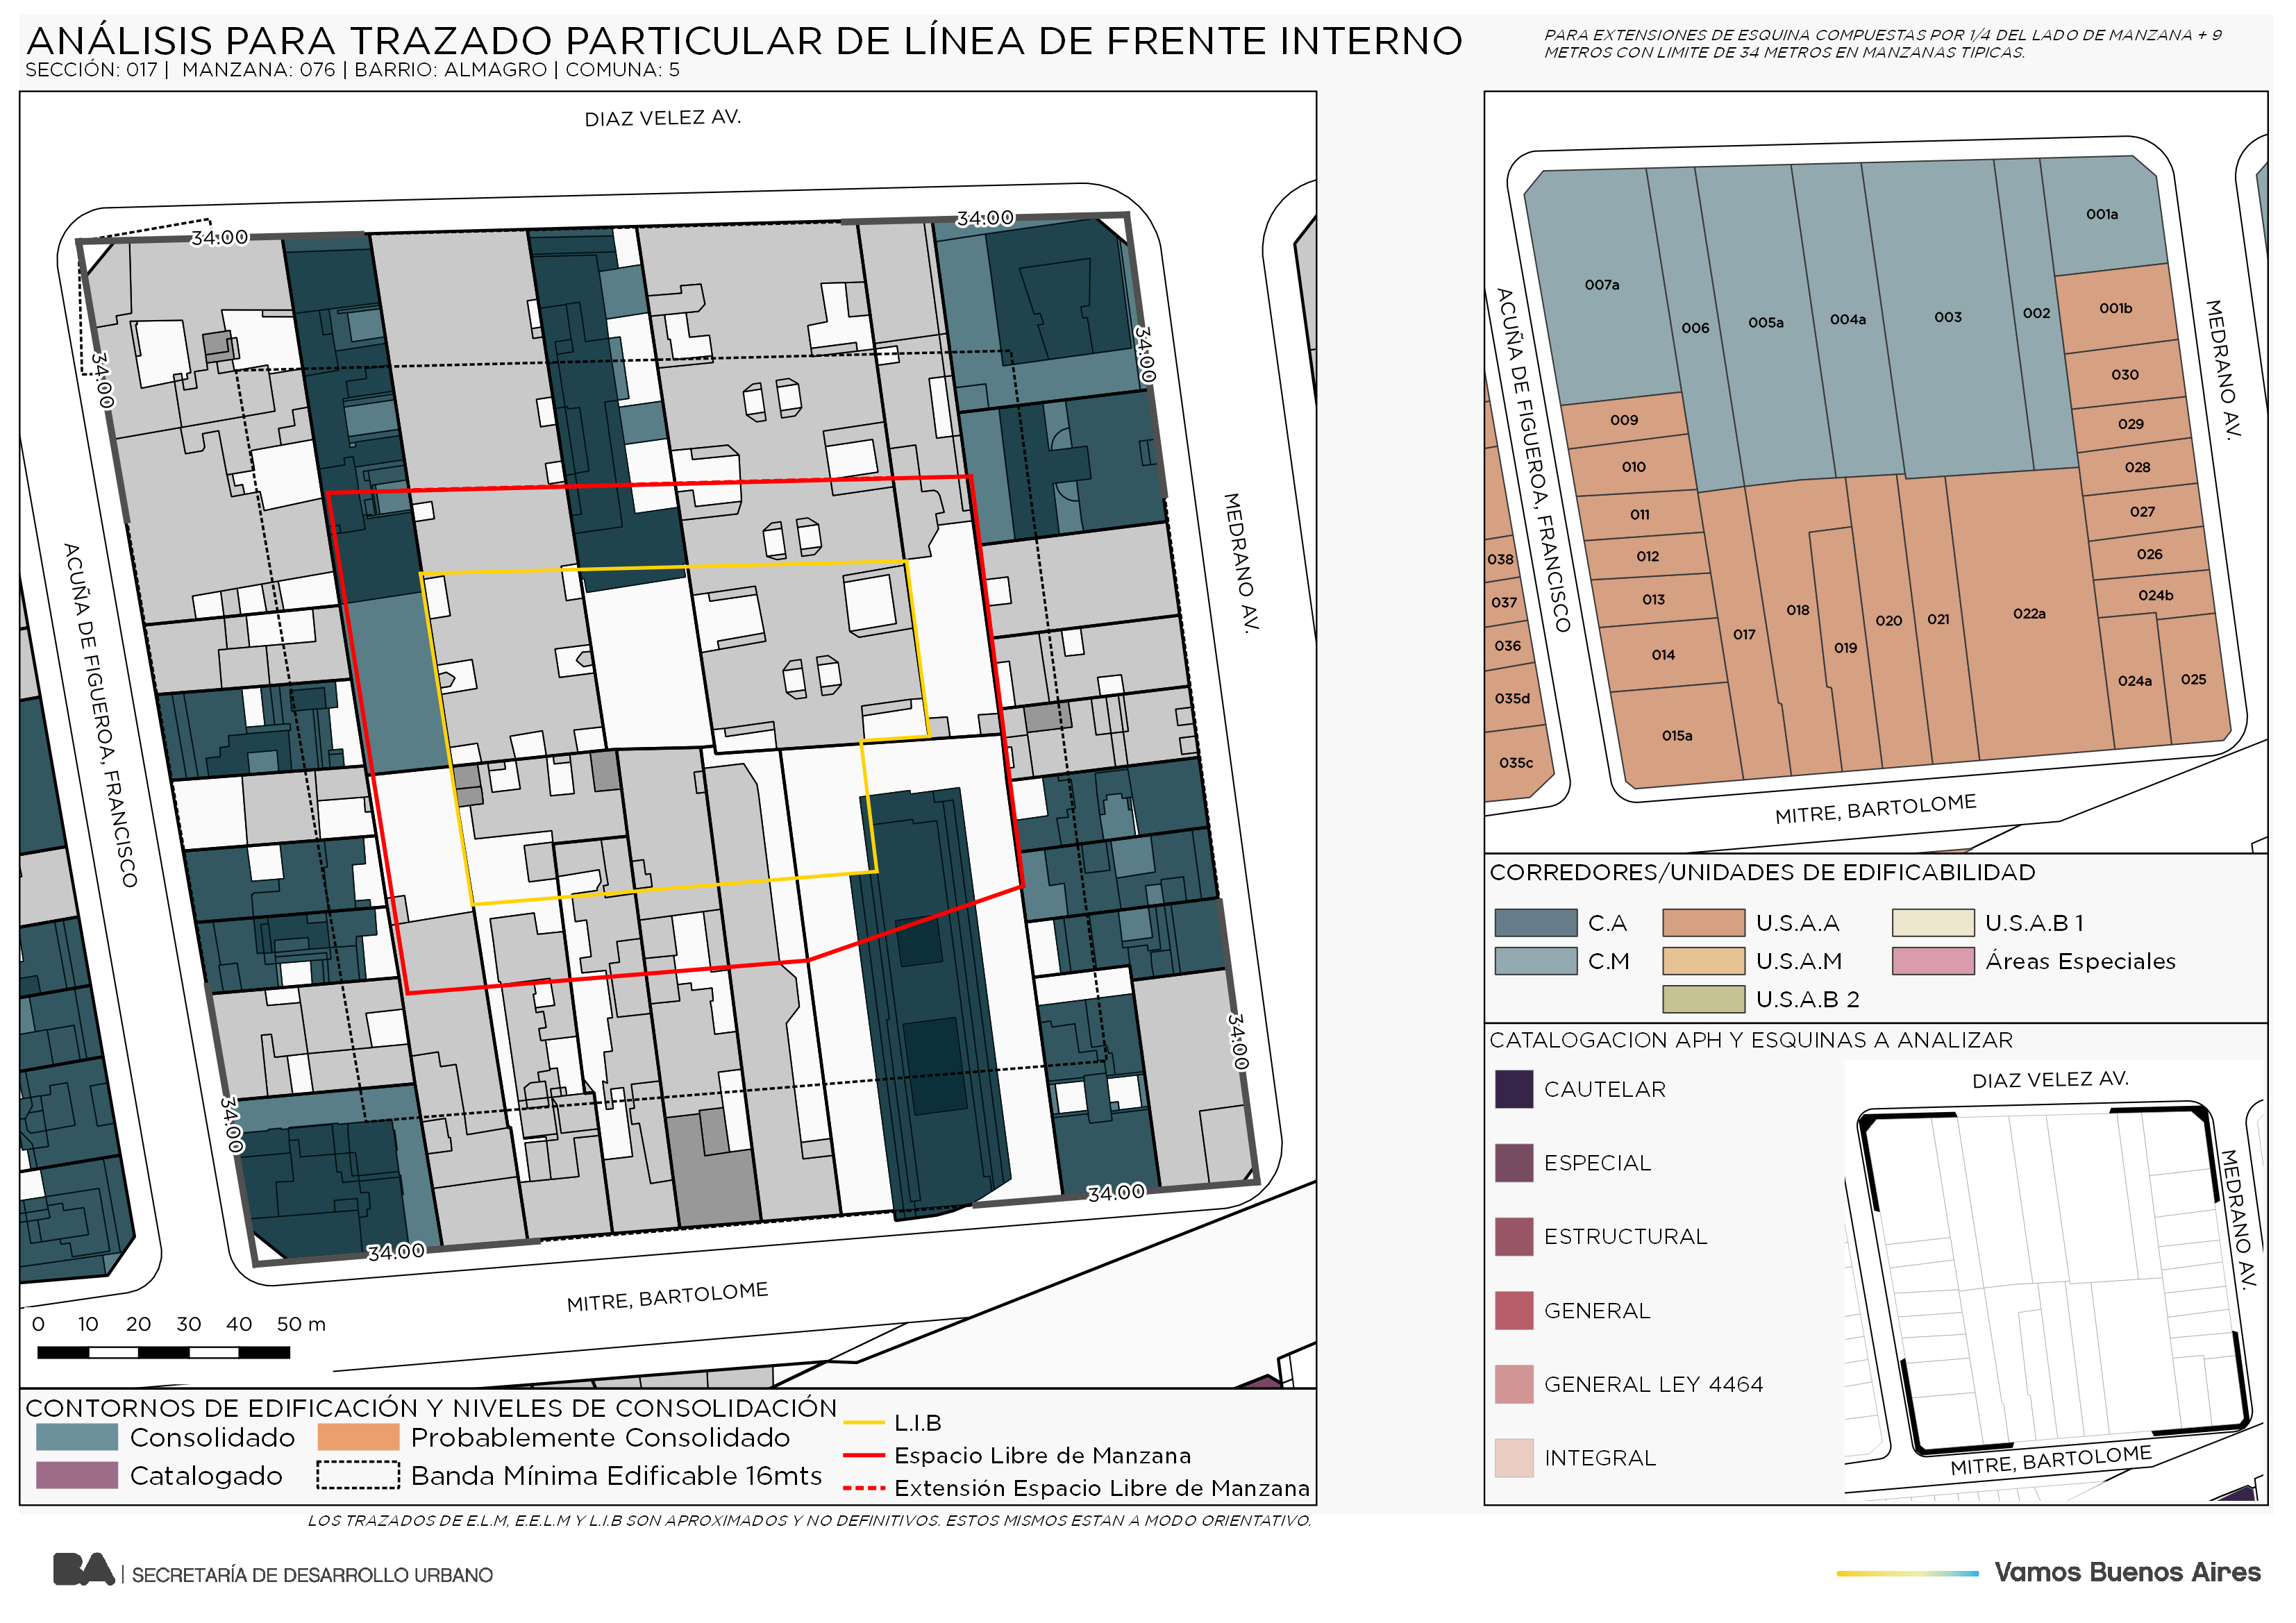 ANÁLISIS PARA TRAZADO PARTICULAR DE LÍNEA DE FRENTE INTERNO
SECCIÓN: 017 | MANZANA: 076 | BARRIO: ALMAGRO | COMUNA: 5
PARA EXTENSIONES DE ESQUINA COMPUESTAS POR 1/4 DEL LADO DE MANZANA + 9
METROS CON LIMITE DE 34 METROS EN MANZANAS TIPICAS.
DIAZ VELEZ AV.
34.00
34.00
34.00
34.00
MEDRANO AV.
ACUÑA DE FIGUEROA, FRANCISCO
34.00
34.00
34.00
34.00
MITRE, BARTOLOME
0 10 20 30 40 50 m
CONTORNOS DE EDIFICACIÓN Y NIVELES DE CONSOLIDACIÓN
Consolidado
Probablemente Consolidado
Catalogado
Banda Mínima Edificable 16mts
L.I.B
Espacio Libre de Manzana
Extensión Espacio Libre de Manzana
LOS TRAZADOS DE E.L.M, E.E.L.M Y L.I.B SON APROXIMADOS Y NO DEFINITIVOS. ESTOS MISMOS ESTAN A MODO ORIENTATIVO.
001a
007a
006
005a
004a
003
002
001b
030
029
028
027
026
024b
024a
025
009
010
011
012
013
014
015a
017
018
019
020
021
022a
038
037
036
035d
035c
ACUÑA DE FIGUEROA, FRANCISCO
MEDRANO AV.
MITRE, BARTOLOME
CORREDORES/UNIDADES DE EDIFICABILIDAD
C.A
U.S.A.A
U.S.A.B 1
C.M
U.S.A.M
Áreas Especiales
U.S.A.B 2
CATALOGACION APH Y ESQUINAS A ANALIZAR
CAUTELAR
ESPECIAL
ESTRUCTURAL
GENERAL
GENERAL LEY 4464
INTEGRAL
DIAZ VELEZ AV.
MEDRANO AV.
MITRE, BARTOLOME
BA | SECRETARÍA DE DESARROLLO URBANO
Vamos Buenos Aires